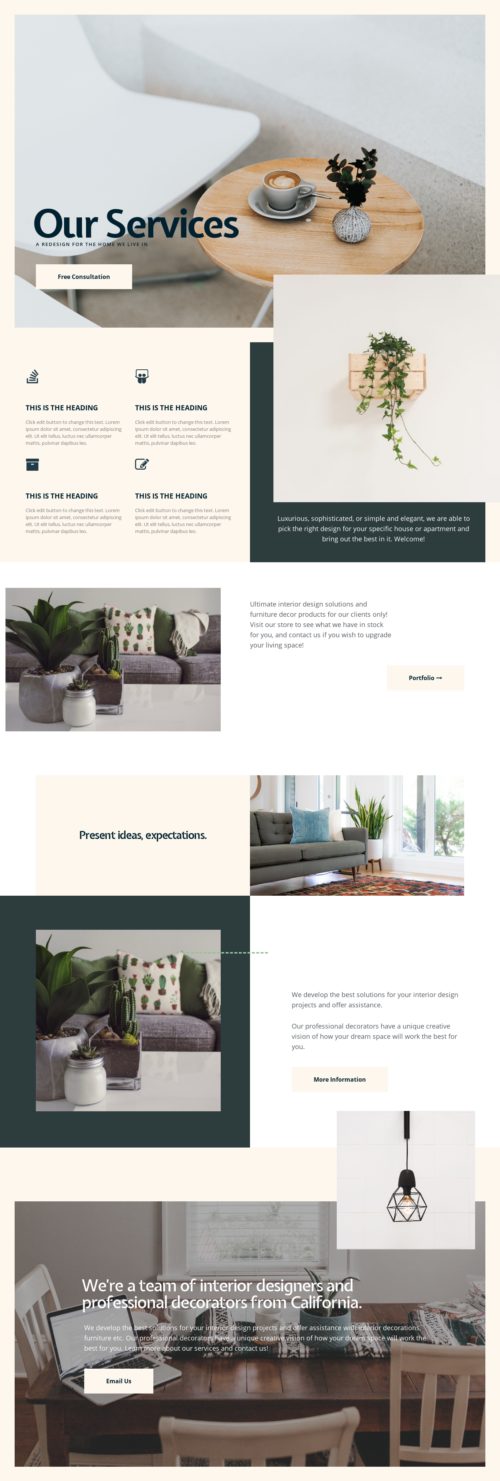 Our Services
A REDESIGN FOR THE HOME WE LIVE IN
Free Consultation
THIS IS THE HEADING
Click edit button to change this text. Lorem
ipsum dolor sit amet, consectetur adipiscing
elit. Ut elit tellus, luctus nec ullamcorper
mattis, pulvinar dapibus leo.
THIS IS THE HEADING
Click edit button to change this text. Lorem
ipsum dolor sit amet, consectetur adipiscing
elit. Ut elit tellus, luctus nec ullamcorper
mattis, pulvinar dapibus leo.
THIS IS THE HEADING
Click edit button to change this text. Lorem
ipsum dolor sit amet, consectetur adipiscing
elit. Ut elit tellus, luctus nec ullamcorper
mattis, pulvinar dapibus leo.
THIS IS THE HEADING
Click edit button to change this text. Lorem
ipsum dolor sit amet, consectetur adipiscing
elit. Ut elit tellus, luctus nec ullamcorper
mattis, pulvinar dapibus leo.
Luxurious, sophisticated, or simple and elegant, we are able to
pick the right design for your specific house or apartment and
bring out the best in it. Welcome!
Ultimate interior design solutions and
furniture decor products for our clients only!
Visit our store to see what we have in stock
for you, and contact us if you wish to upgrade
your living space!
Portfolio →
Present ideas, expectations.
We develop the best solutions for your interior design
projects and offer assistance.
Our professional decorators have a unique creative
vision of how your dream space will work the best for
you.
More Information
We're a team of interior designers and
professional decorators from California.
We develop the best solutions for your interior design projects and offer assistance with interior decorations,
furniture etc. Our professional decorators have a unique creative vision of how your dream space will work the
best for you. Learn more about our services and contact us!
Email Us